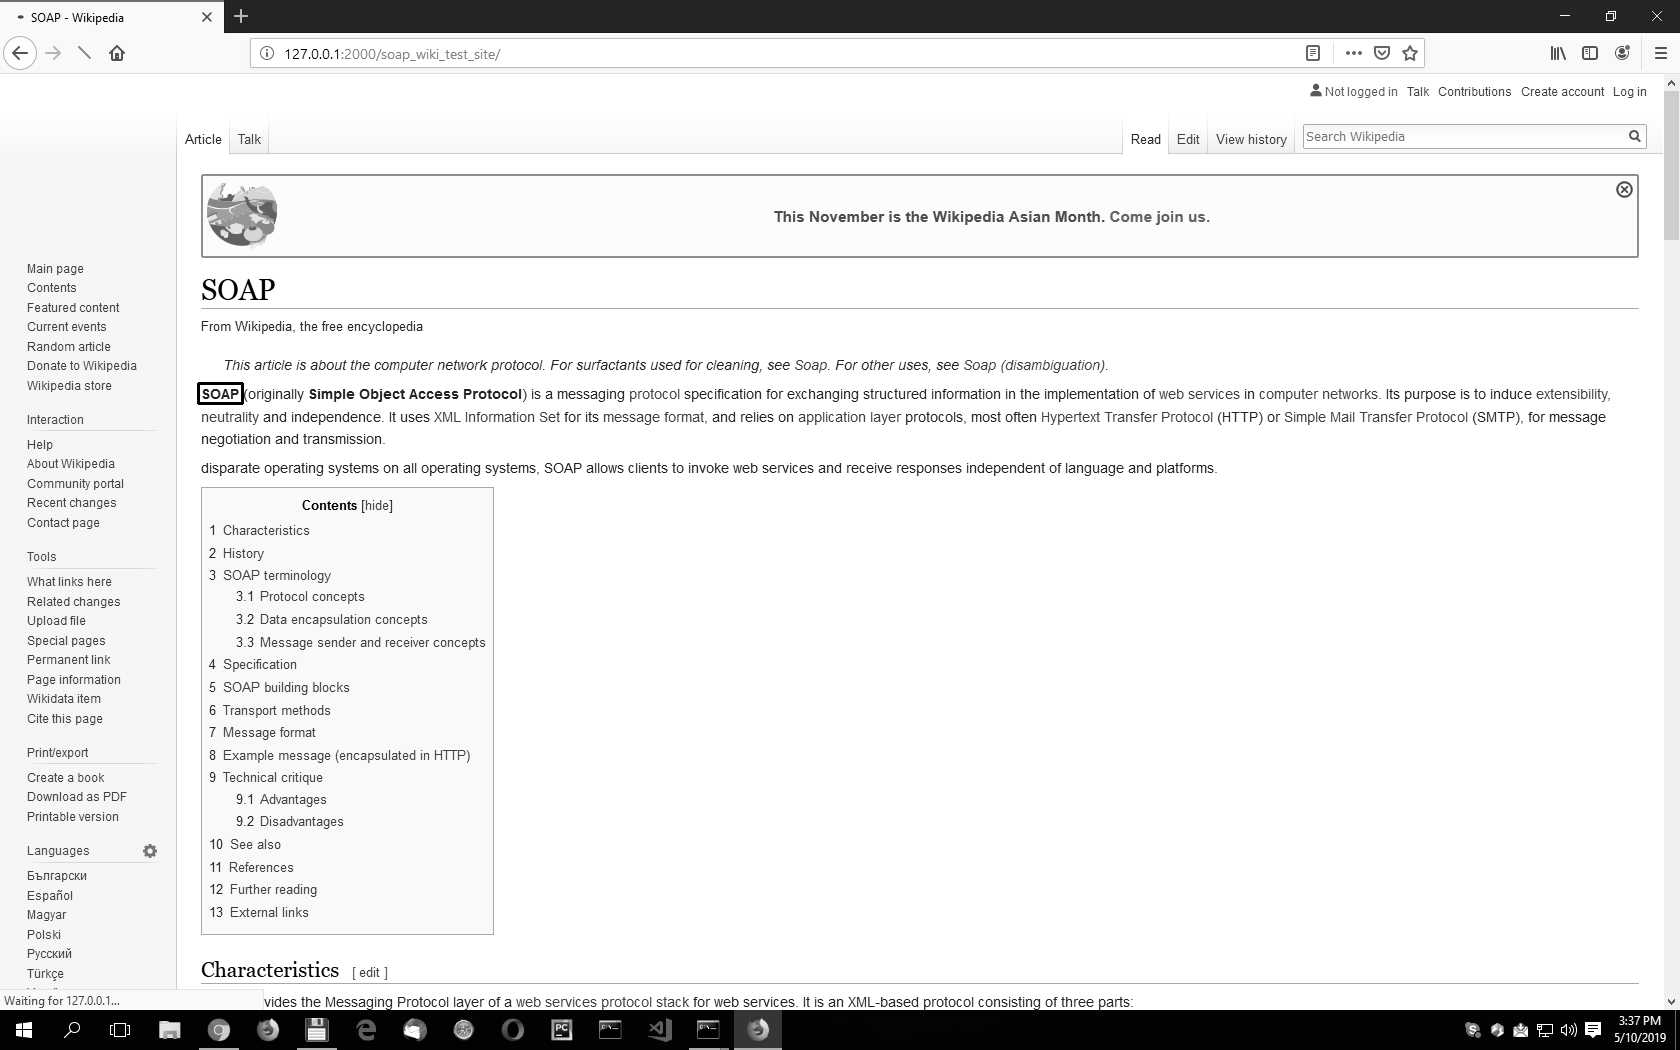 SOAP - Wikipedia
127.0.0.1:2000/soap_wiki_test_site/
Not logged in Talk Contributions Create account Log in
Article Talk Read Edit View history Search Wikipedia
This November is the Wikipedia Asian Month. Come join us.
SOAP
From Wikipedia, the free encyclopedia
This article is about the computer network protocol. For surfactants used for cleaning, see Soap. For other uses, see Soap (disambiguation).
SOAP (originally Simple Object Access Protocol) is a messaging protocol specification for exchanging structured information in the implementation of web services in computer networks. Its purpose is to induce extensibility,
neutrality and independence. It uses XML Information Set for its message format, and relies on application layer protocols, most often Hypertext Transfer Protocol (HTTP) or Simple Mail Transfer Protocol (SMTP), for message
negotiation and transmission.
disparate operating systems on all operating systems, SOAP allows clients to invoke web services and receive responses independent of language and platforms.
Contents [hide]
1 Characteristics
2 History
3 SOAP terminology
3.1 Protocol concepts
3.2 Data encapsulation concepts
3.3 Message sender and receiver concepts
4 Specification
5 SOAP building blocks
6 Transport methods
7 Message format
8 Example message (encapsulated in HTTP)
9 Technical critique
9.1 Advantages
9.2 Disadvantages
10 See also
11 References
12 Further reading
13 External links
Characteristics [ edit ]
vides the Messaging Protocol layer of a web services protocol stack for web services. It is an XML-based protocol consisting of three parts:
Main page
Contents
Featured content
Current events
Random article
Donate to Wikipedia
Wikipedia store
Interaction
Help
About Wikipedia
Community portal
Recent changes
Contact page
Tools
What links here
Related changes
Upload file
Special pages
Permanent link
Page information
Wikidata item
Cite this page
Print/export
Create a book
Download as PDF
Printable version
Languages
Български
Español
Magyar
Polski
Русский
Türkçe
Waiting for 127.0.0.1...
PC
3:37 PM
5/10/2019